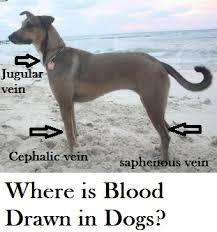 Jugular
vein
Cephalic vein
saphenous vein
Where is Blood
Drawn in Dogs?